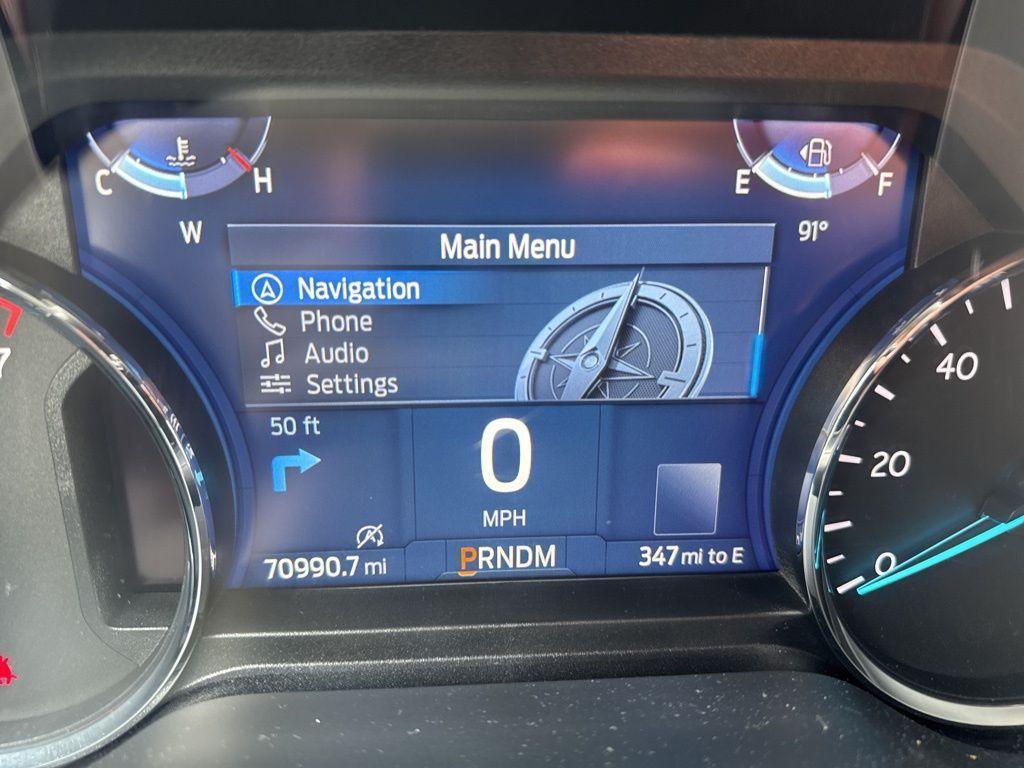 C H
E F
W
91°
Main Menu
Navigation
Phone
Audio
Settings
50 ft
0
MPH
70990.7 mi
PRNDM
347 mi to E
7
40
20
0